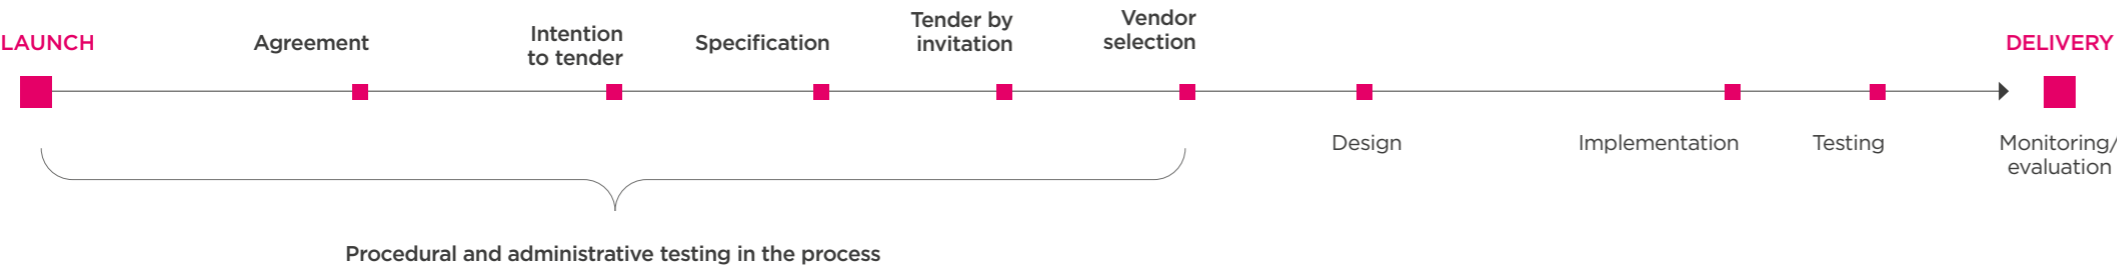 LAUNCH
Agreement
Intention
to tender
Specification
Tender by
invitation
Vendor
selection
DELIVERY
Design
Implementation
Testing
Monitoring/
evaluation
Procedural and administrative testing in the process